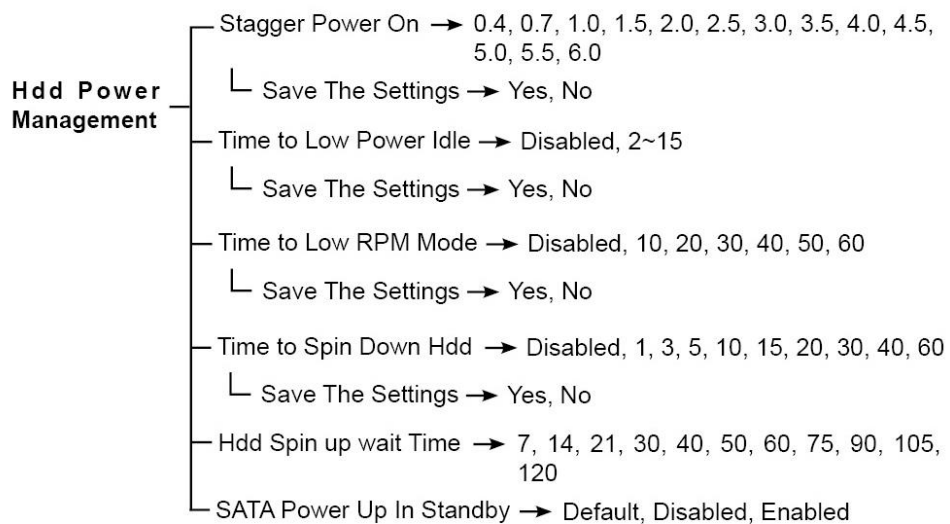 Stagger Power On → 0.4, 0.7, 1.0, 1.5, 2.0, 2.5, 3.0, 3.5, 4.0, 4.5,
5.0, 5.5, 6.0
Save The Settings → Yes, No
Hdd Power
Management
Time to Low Power Idle → Disabled, 2~15
Save The Settings → Yes, No
Time to Low RPM Mode → Disabled, 10, 20, 30, 40, 50, 60
Save The Settings → Yes, No
Time to Spin Down Hdd → Disabled, 1, 3, 5, 10, 15, 20, 30, 40, 60
Save The Settings → Yes, No
Hdd Spin up wait Time → 7, 14, 21, 30, 40, 50, 60, 75, 90, 105,
120
SATA Power Up In Standby → Default, Disabled, Enabled